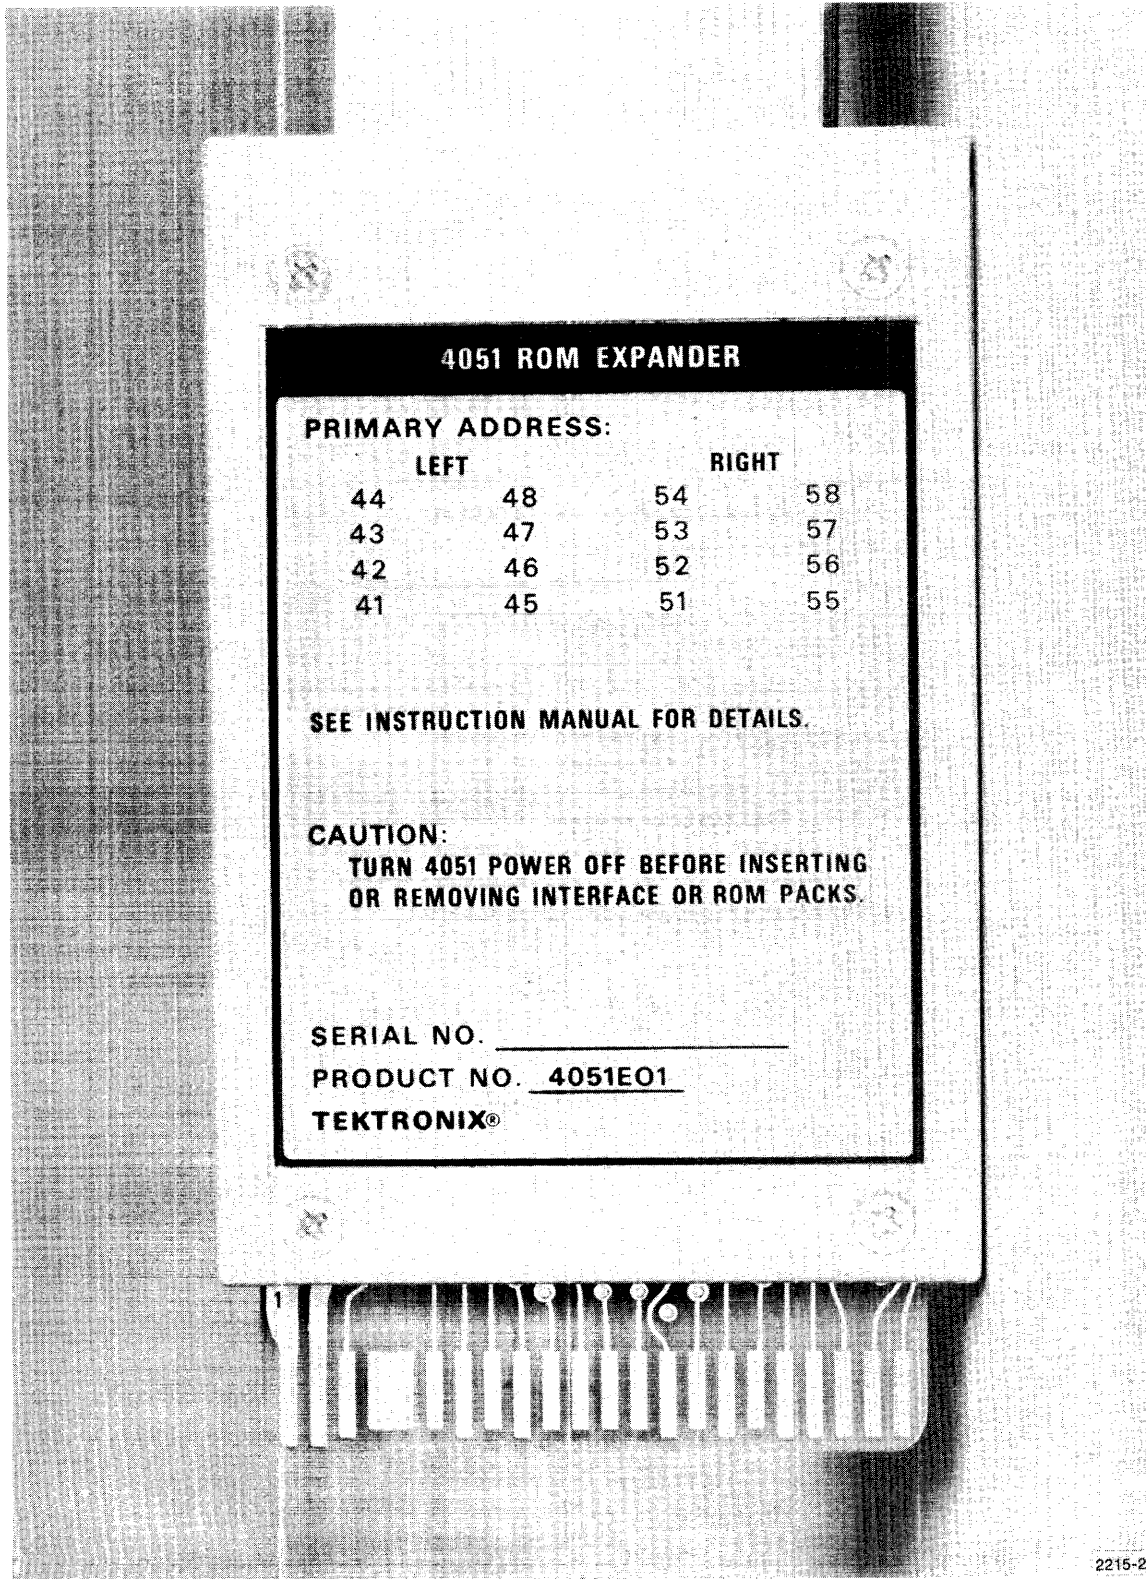 4051 ROM EXPANDER
PRIMARY ADDRESS:
LEFT RIGHT
44 48 54 58
43 47 53 57
42 46 52 56
41 45 51 55
SEE INSTRUCTION MANUAL FOR DETAILS.
CAUTION:
TURN 4051 POWER OFF BEFORE INSERTING
OR REMOVING INTERFACE OR ROM PACKS.
SERIAL NO.
PRODUCT NO. 4051E01
TEKTRONIX®
1
2215-2